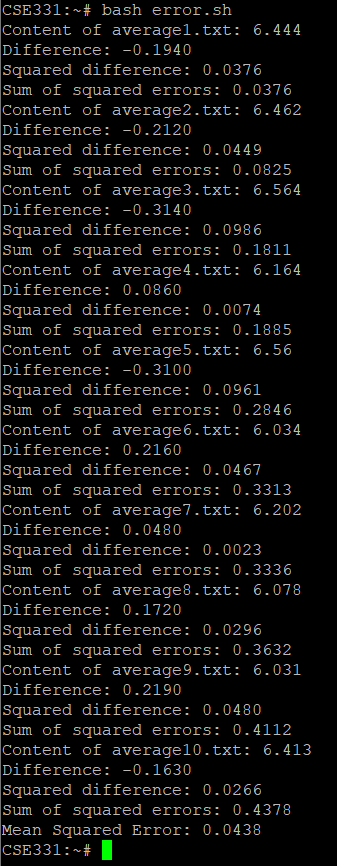 CSE331:~# bash error.sh
Content of average1.txt: 6.444
Difference: -0.1940
Squared difference: 0.0376
Sum of squared errors: 0.0376
Content of average2.txt: 6.462
Difference: -0.2120
Squared difference: 0.0449
Sum of squared errors: 0.0825
Content of average3.txt: 6.564
Difference: -0.3140
Squared difference: 0.0986
Sum of squared errors: 0.1811
Content of average4.txt: 6.164
Difference: 0.0860
Squared difference: 0.0074
Sum of squared errors: 0.1885
Content of average5.txt: 6.56
Difference: -0.3100
Squared difference: 0.0961
Sum of squared errors: 0.2846
Content of average6.txt: 6.034
Difference: 0.2160
Squared difference: 0.0467
Sum of squared errors: 0.3313
Content of average7.txt: 6.202
Difference: 0.0480
Squared difference: 0.0023
Sum of squared errors: 0.3336
Content of average8.txt: 6.078
Difference: 0.1720
Squared difference: 0.0296
Sum of squared errors: 0.3632
Content of average9.txt: 6.031
Difference: 0.2190
Squared difference: 0.0480
Sum of squared errors: 0.4112
Content of average10.txt: 6.413
Difference: -0.1630
Squared difference: 0.0266
Sum of squared errors: 0.4378
Mean Squared Error: 0.0438
CSE331:~#